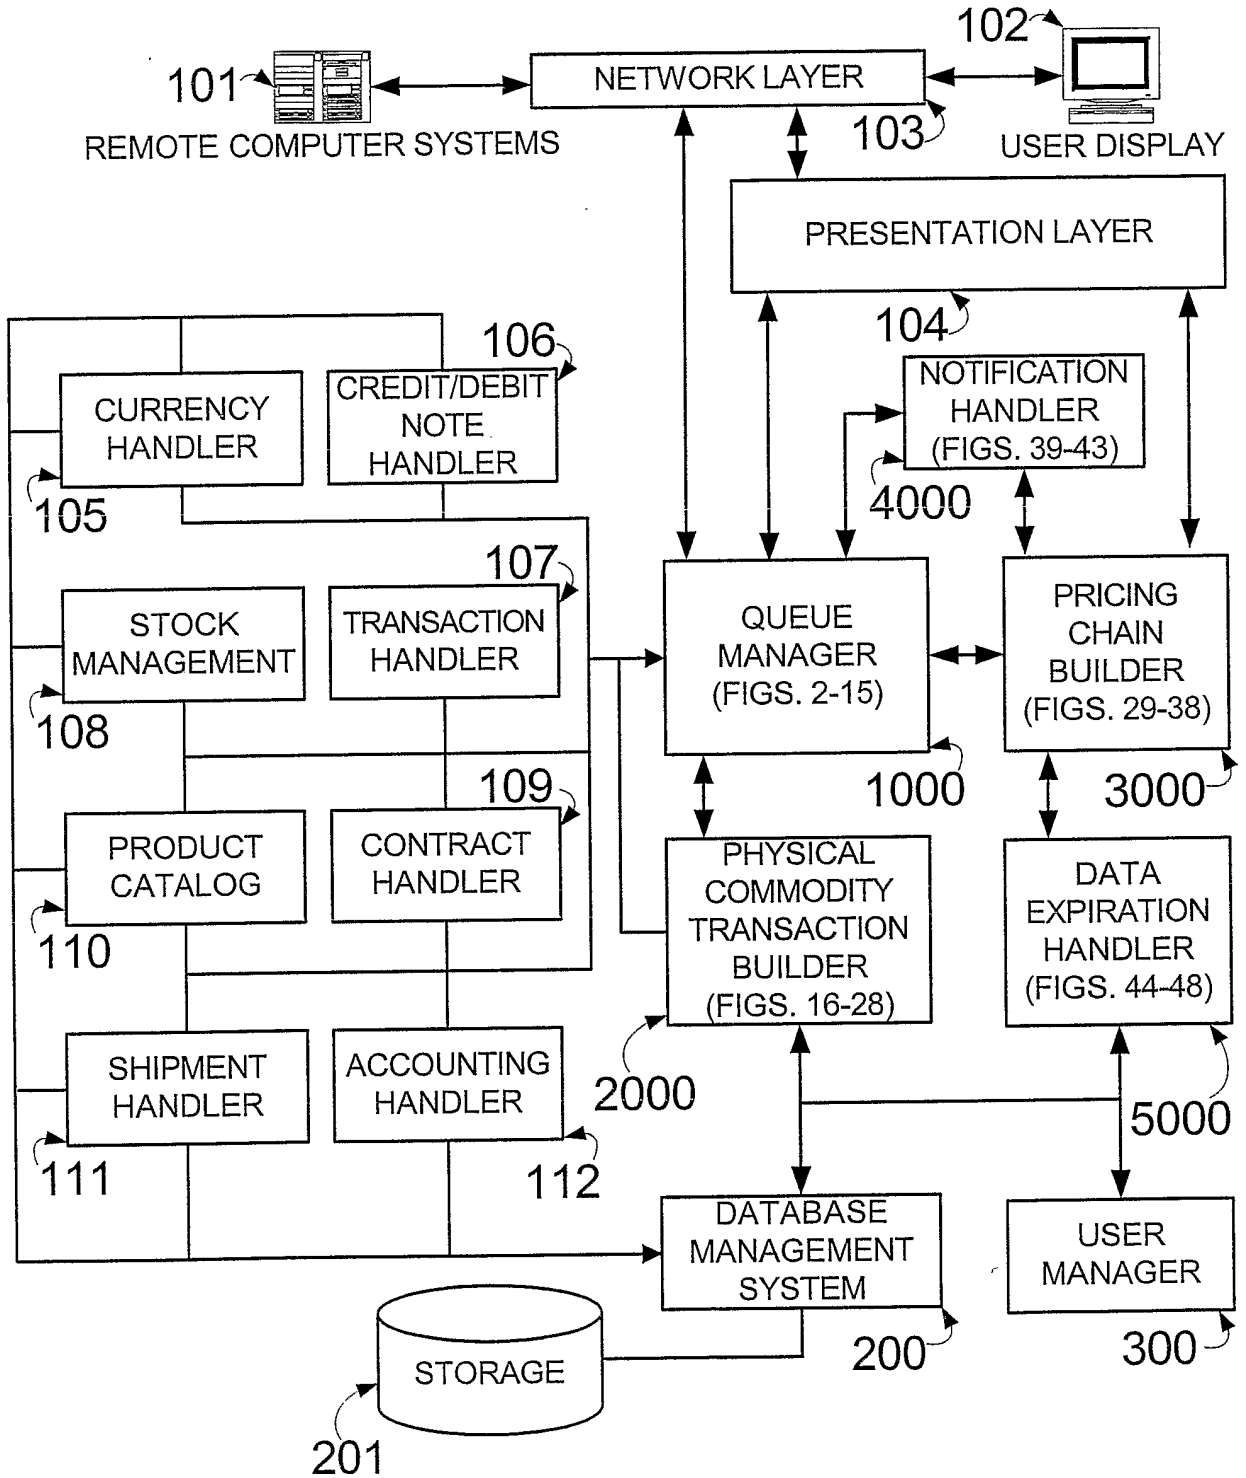 102
101
NETWORK LAYER
103
REMOTE COMPUTER SYSTEMS
USER DISPLAY
PRESENTATION LAYER
104
106
CURRENCY
HANDLER
105
CREDIT/DEBIT
NOTE
HANDLER
NOTIFICATION
HANDLER
(FIGS. 39-43)
4000
107
STOCK
MANAGEMENT
108
TRANSACTION
HANDLER
QUEUE
MANAGER
(FIGS. 2-15)
1000
PRICING
CHAIN
BUILDER
(FIGS. 29-38)
3000
109
PRODUCT
CATALOG
110
CONTRACT
HANDLER
PHYSICAL
COMMODITY
TRANSACTION
BUILDER
(FIGS. 16-28)
2000
DATA
EXPIRATION
HANDLER
(FIGS. 44-48)
5000
SHIPMENT
HANDLER
111
ACCOUNTING
HANDLER
112
DATABASE
MANAGEMENT
SYSTEM
200
USER
MANAGER
300
STORAGE
201